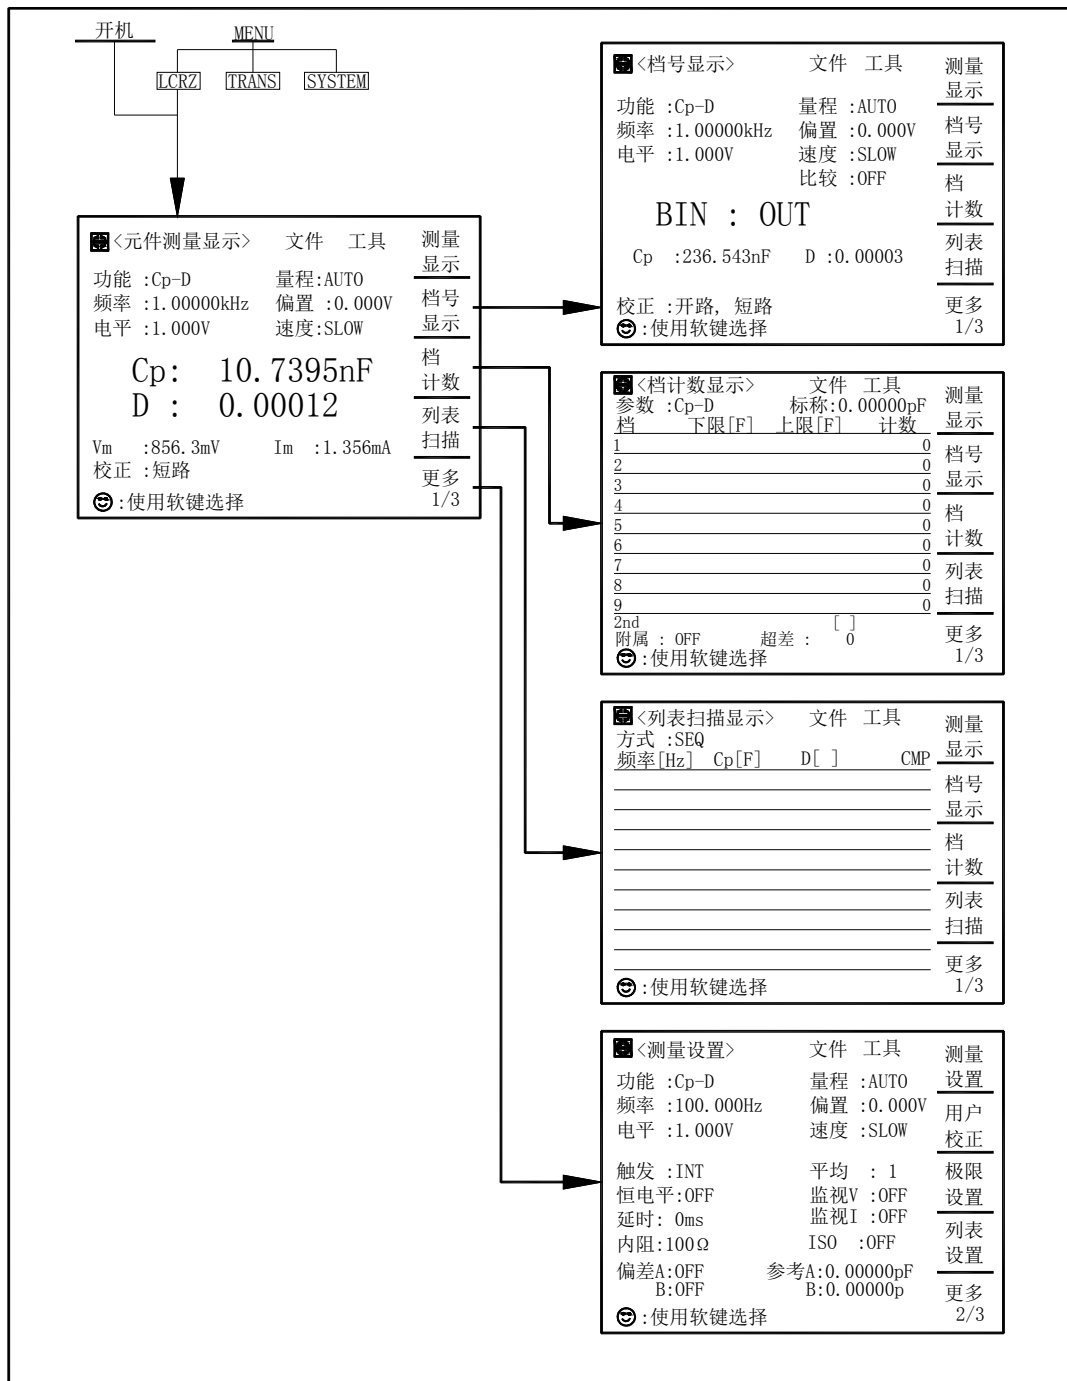 开机
MENU
LCRZ TRANS SYSTEM
<元件测量显示> 文件 工具
功能 :Cp-D 量程:AUTO
频率 :1.00000kHz 偏置 :0.000V
电平 :1.000V 速度:SLOW
Cp: 10.7395nF
D : 0.00012
Vm :856.3mV Im :1.356mA
校正 :短路
:使用软键选择
测量
显示
档号
显示
档
计数
列表
扫描
更多
1/3
<档号显示> 文件 工具
功能 :Cp-D 量程 :AUTO
频率 :1.00000kHz 偏置 :0.000V
电平 :1.000V 速度 :SLOW
比较 :OFF
BIN : OUT
Cp :236.543nF D :0.00003
校正 :开路, 短路
:使用软键选择
测量
显示
档号
显示
档
计数
列表
扫描
更多
1/3
<档计数显示> 文件 工具
参数 :Cp-D 标称:0.00000pF
档 下限[F] 上限[F] 计数
1 0
2 0
3 0
4 0
5 0
6 0
7 0
8 0
9 0
2nd [ ]
附属 : OFF 超差 : 0
:使用软键选择
测量
显示
档号
显示
档
计数
列表
扫描
更多
1/3
<列表扫描显示> 文件 工具
方式 :SEQ
频率[Hz] Cp[F] D[ ] CMP
:使用软键选择
测量
显示
档号
显示
档
计数
列表
扫描
更多
1/3
<测量设置> 文件 工具
功能 :Cp-D 量程 :AUTO
频率 :100.000Hz 偏置 :0.000V
电平 :1.000V 速度 :SLOW
触发 :INT 平均 : 1
恒电平:OFF 监视V :OFF
延时: 0ms 监视I :OFF
内阻:100Ω ISO :OFF
偏差A:OFF 参考A:0.00000pF
B:OFF B:0.00000p
:使用软键选择
测量
设置
用户
校正
极限
设置
列表
设置
更多
2/3